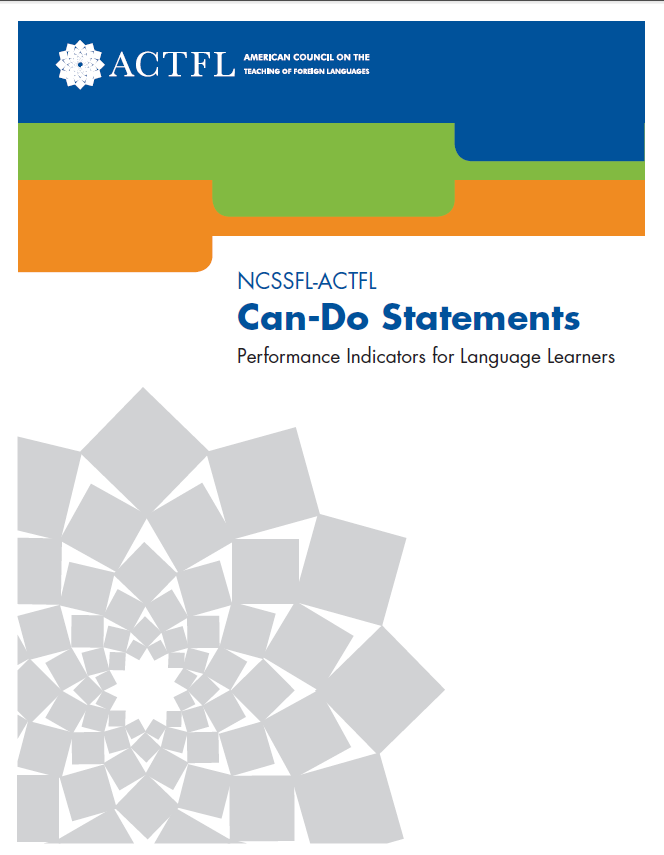 ACTFL
AMERICAN COUNCIL ON THE
TEACHING OF FOREIGN LANGUAGES
NCSSFL-ACTFL
Can-Do Statements
Performance Indicators for Language Learners